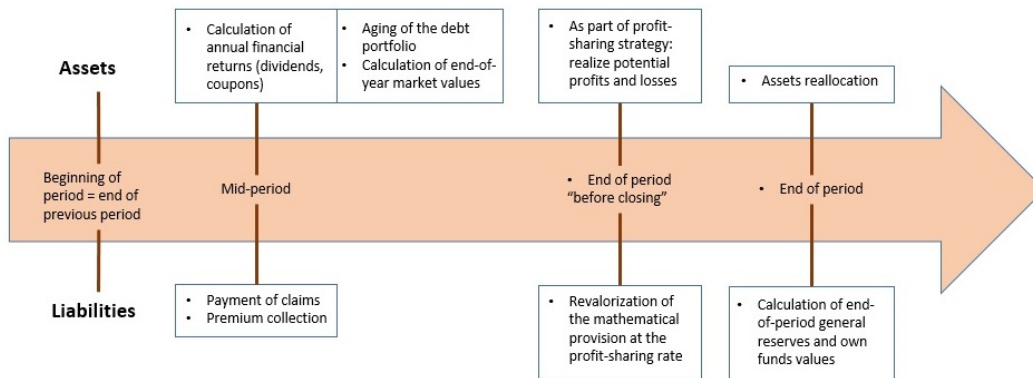 Assets
• Calculation of
annual financial
returns (dividends,
coupons)
• Aging of the debt
portfolio
• Calculation of end-of-
year market values
• As part of profit-
sharing strategy:
realize potential
profits and losses
• Assets reallocation
Beginning of
period = end of
previous period
Mid-period
• End of period
“before closing”
• End of period
Liabilities
• Payment of claims
• Premium collection
• Revalorization of
the mathematical
provision at the
profit-sharing rate
• Calculation of end-
of-period general
reserves and own
funds values